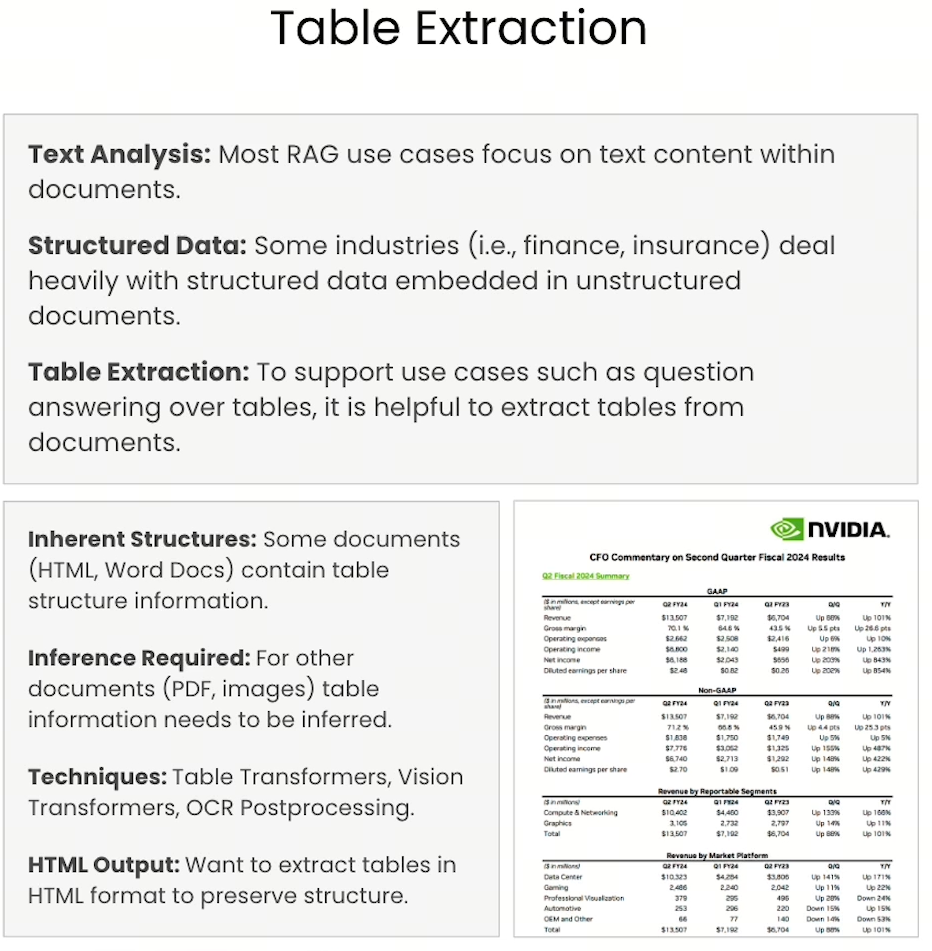 Table Extraction
Text Analysis: Most RAG use cases focus on text content within
documents.
Structured Data: Some industries (i.e., finance, insurance) deal
heavily with structured data embedded in unstructured
documents.
Table Extraction: To support use cases such as question
answering over tables, it is helpful to extract tables from
documents.
Inherent Structures: Some documents
(HTML, Word Docs) contain table
structure information.
Inference Required: For other
documents (PDF, images) table
information needs to be inferred.
Techniques: Table Transformers, Vision
Transformers, OCR Postprocessing.
HTML Output: Want to extract tables in
HTML format to preserve structure.
NVIDIA.
CFO Commentary on Second Quarter Fiscal 2024 Results
Q2 Fiscal 2024 Summary
GAAP
($ in millions, except earnings per
share) Q2 FY24 Q1 FY24 Q2 FY23 Q/Q Y/Y
Revenue $13,507 $7,192 $6,704 Up 88% Up 101%
Gross margin 70.1 % 64.6 % 43.5 % Up 5.5 pts Up 26.6 pts
Operating expenses $2,662 $2,508 $2,416 Up 6% Up 10%
Operating income $6,800 $2,140 $499 Up 218% Up 1,263%
Net income $6,188 $2,043 $656 Up 203% Up 843%
Diluted earnings per share $2.48 $0.82 $0.26 Up 202% Up 854%
Non-GAAP
($ in millions, except earnings per
share) Q2 FY24 Q1 FY24 Q2 FY23 Q/Q Y/Y
Revenue $13,507 $7,192 $6,704 Up 88% Up 101%
Gross margin 71.2 % 66.8 % 45.9 % Up 4.4 pts Up 25.3 pts
Operating expenses $1,838 $1,750 $1,749 Up 5% Up 5%
Operating income $7,776 $3,052 $1,325 Up 155% Up 487%
Net income $6,740 $2,713 $1,292 Up 148% Up 422%
Diluted earnings per share $2.70 $1.09 $0.51 Up 148% Up 429%
Revenue by Reportable Segments
($ in millions) Q2 FY24 Q1 FY24 Q2 FY23 Q/Q Y/Y
Compute & Networking $10,402 $4,460 $3,907 Up 133% Up 166%
Graphics 3,105 2,732 2,797 Up 14% Up 11%
Total $13,507 $7,192 $6,704 Up 88% Up 101%
Revenue by Market Platform
($ in millions) Q2 FY24 Q1 FY24 Q2 FY23 Q/Q Y/Y
Data Center $10,323 $4,284 $3,806 Up 141% Up 171%
Gaming 2,486 2,240 2,042 Up 11% Up 22%
Professional Visualization 379 295 496 Up 28% Down 24%
Automotive 253 296 220 Down 15% Up 15%
OEM and Other 66 77 140 Down 14% Down 53%
Total $13,507 $7,192 $6,704 Up 88% Up 101%